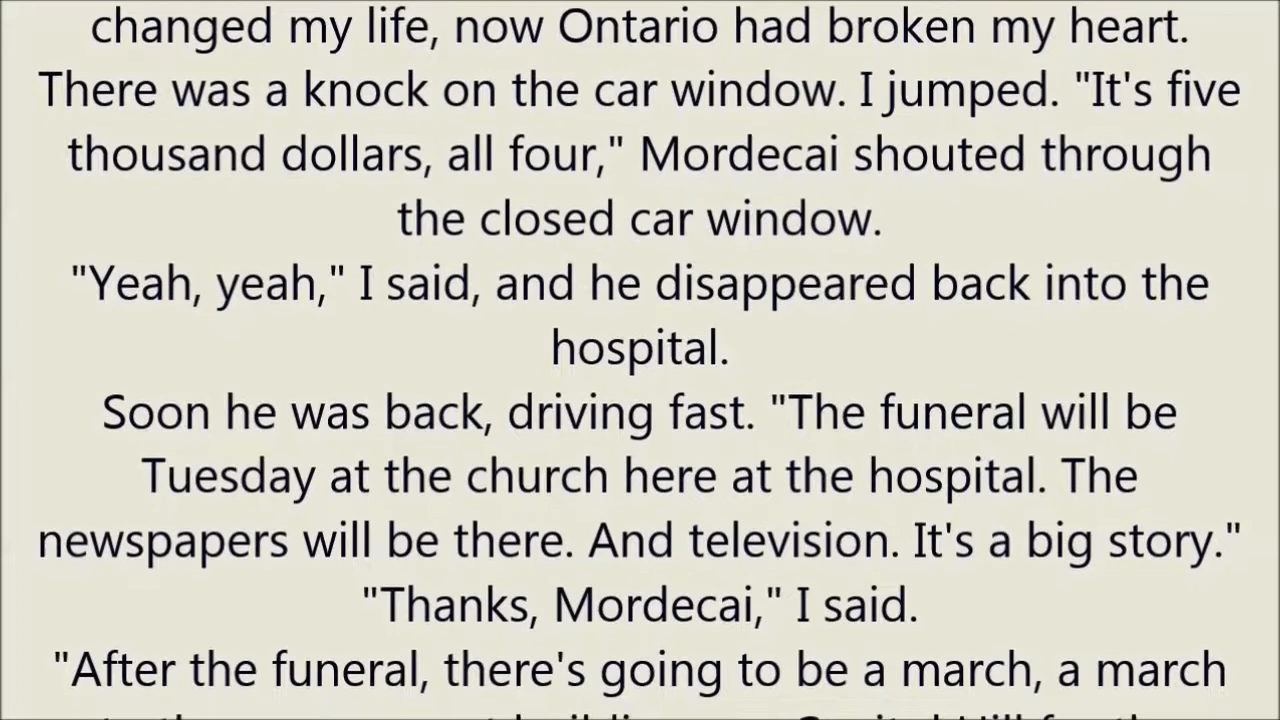 changed my life, now Ontario had broken my heart.
There was a knock on the car window. I jumped. "It's five
thousand dollars, all four," Mordecai shouted through
the closed car window.
"Yeah, yeah," I said, and he disappeared back into the
hospital.
Soon he was back, driving fast. "The funeral will be
Tuesday at the church here at the hospital. The
newspapers will be there. And television. It's a big story."
"Thanks, Mordecai," I said.
"After the funeral, there's going to be a march, a march